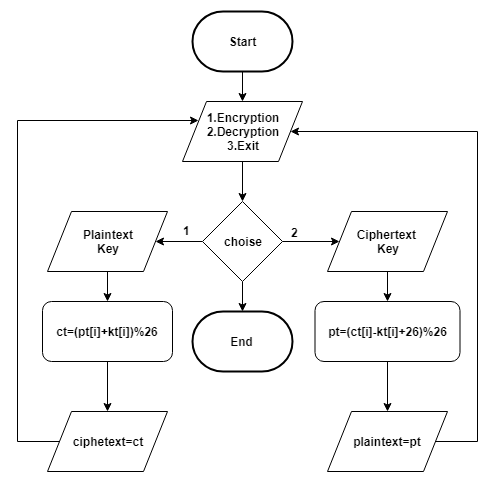 Start
1.Encryption
2.Decryption
3.Exit
1
2
Plaintext
Key
choise
Ciphertext
Key
ct=(pt[i]+kt[i])%26
End
pt=(ct[i]-kt[i]+26)%26
ciphetext=ct
plaintext=pt